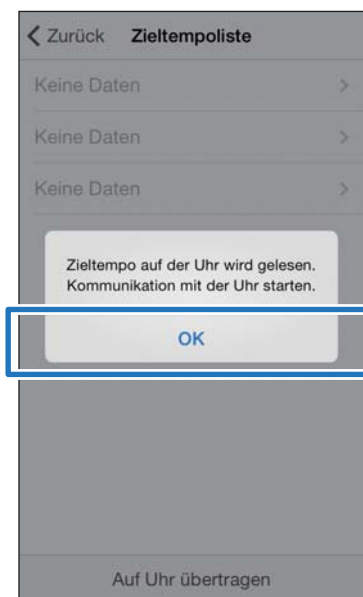 Zurück Zieltempoliste
Keine Daten
Keine Daten
Keine Daten
Zieltempo auf der Uhr wird gelesen.
Kommunikation mit der Uhr starten.
OK
Auf Uhr übertragen